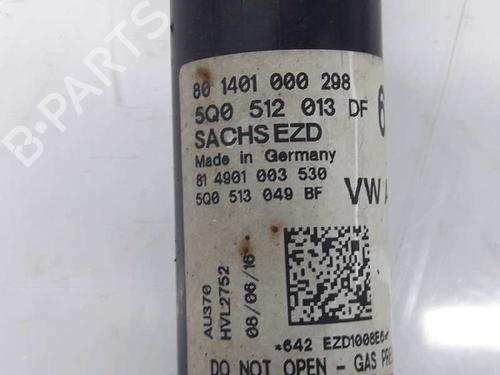 80 1401 000 298
5Q0 512 013 DF
SACHS EZD
Made in Germany
81 4901 003 530
5Q0 513 049 BF
VW
AU370
HVL2752
08/06/16
*642 EZD1008E6
DO NOT OPEN - GAS
B-PARTS